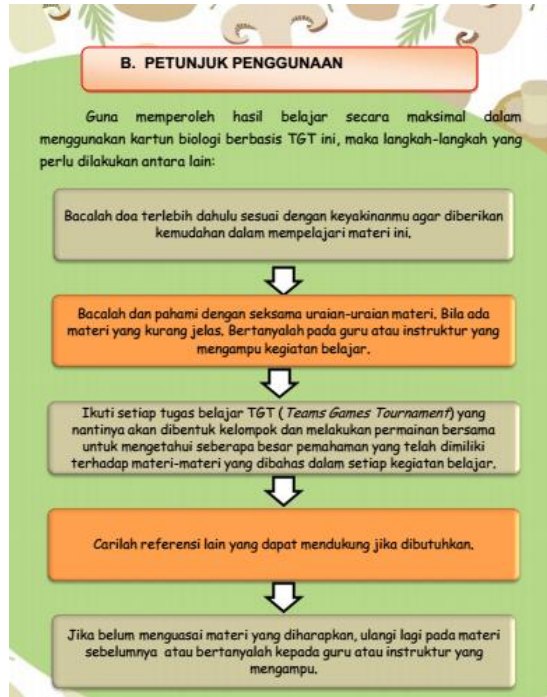 B. PETUNJUK PENGGUNAAN
Guna memperoleh hasil belajar secara maksimal dalam
menggunakan kartun biologi berbasis TGT ini, maka langkah-langkah yang
perlu dilakukan antara lain:
Bacalah doa terlebih dahulu sesuai dengan keyakinanmu agar diberikan
kemudahan dalam mempelajari materi ini.
Bacalah dan pahami dengan seksama uraian-uraian materi. Bila ada
materi yang kurang jelas. Bertanyalah pada guru atau instruktur yang
mengampu kegiatan belajar.
Ikuti setiap tugas belajar TGT (Teams Games Tournament) yang
nantinya akan dibentuk kelompok dan melakukan permainan bersama
untuk mengetahui seberapa besar pemahaman yang telah dimiliki
terhadap materi-materi yang dibahas dalam setiap kegiatan belajar.
Carilah referensi lain yang dapat mendukung jika dibutuhkan.
Jika belum menguasai materi yang diharapkan, ulangi lagi pada materi
sebelumnya atau bertanyalah kepada guru atau instruktur yang
mengampu.